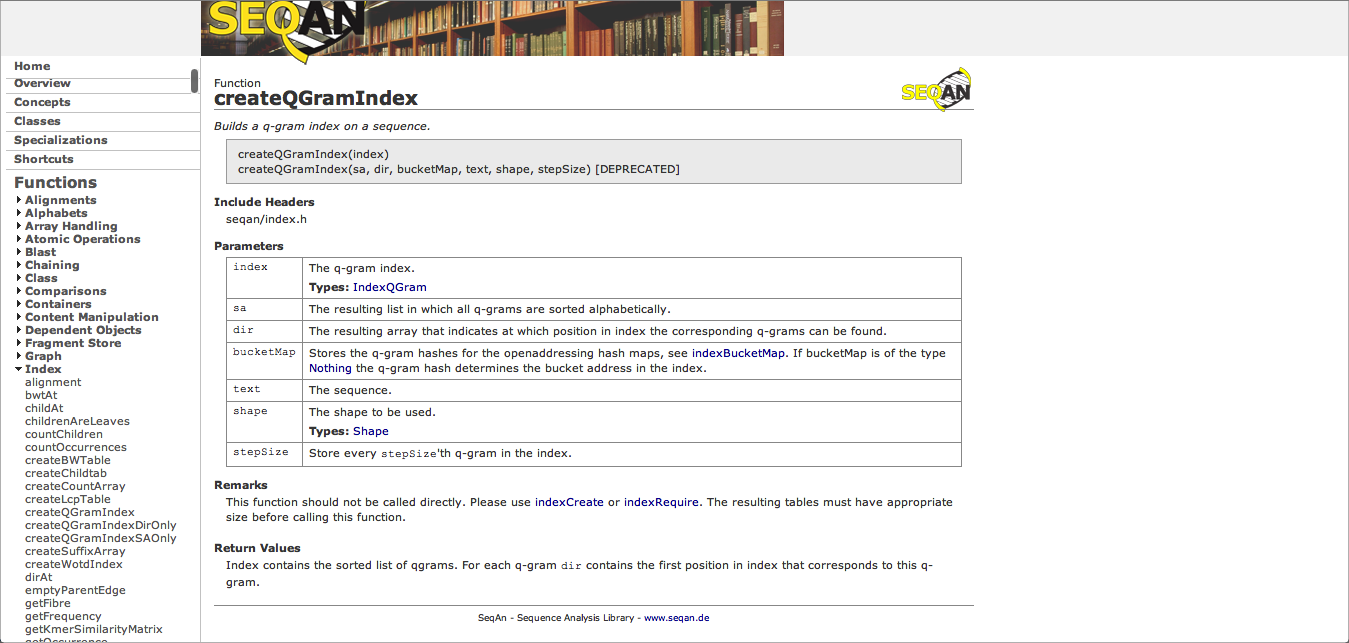 SEQAN
Home
Overview
Concepts
Classes
Specializations
Shortcuts
Functions
Alignments
Alphabets
Array Handling
Atomic Operations
Blast
Chaining
Class
Comparisons
Containers
Content Manipulation
Dependent Objects
Fragment Store
Graph
Index
alignment
bwtAt
childAt
childrenAreLeaves
countChildren
countOccurrences
createBWTable
createChildtab
createCountArray
createLcpTable
createQGramIndex
createQGramIndexDirOnly
createQGramIndexSAOnly
createSuffixArray
createWotdIndex
dirAt
emptyParentEdge
getFibre
getFrequency
getKmerSimilarityMatrix
getOccurrence
Function
createQGramIndex
SEQAN
Builds a q-gram index on a sequence.
createQGramIndex(index)
createQGramIndex(sa, dir, bucketMap, text, shape, stepSize) [DEPRECATED]
Include Headers
seqan/index.h
Parameters
index The q-gram index.
Types: IndexQGram
sa The resulting list in which all q-grams are sorted alphabetically.
dir The resulting array that indicates at which position in index the corresponding q-grams can be found.
bucketMap Stores the q-gram hashes for the openaddressing hash maps, see indexBucketMap. If bucketMap is of the type
Nothing the q-gram hash determines the bucket address in the index.
text The sequence.
shape The shape to be used.
Types: Shape
stepSize Store every stepSize'th q-gram in the index.
Remarks
This function should not be called directly. Please use indexCreate or indexRequire. The resulting tables must have appropriate
size before calling this function.
Return Values
Index contains the sorted list of qgrams. For each q-gram dir contains the first position in index that corresponds to this q-
gram.
SeqAn - Sequence Analysis Library - www.seqan.de